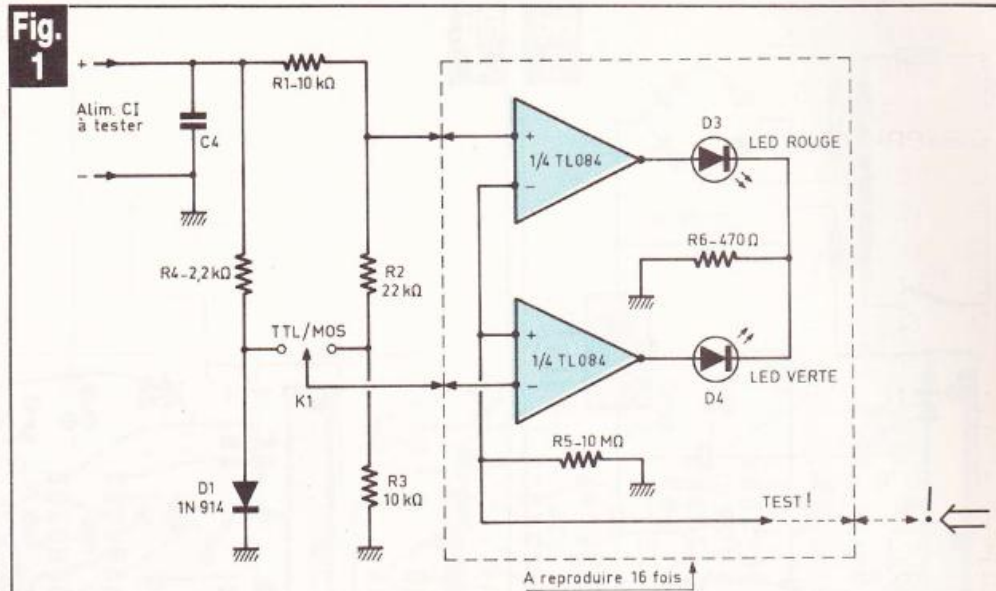 Fig.
1
+
Alim. CI
à tester
−
C4
R1-10 kΩ
R4-2,2kΩ
R2
22 kΩ
TTL/MOS
K1
D1
1N 914
R3
10 kΩ
+
1/4 TL084
−
D3
LED ROUGE
R6-470 Ω
+
1/4 TL084
−
LED VERTE
D4
R5-10 MΩ
TEST !
A reproduire 16 fois